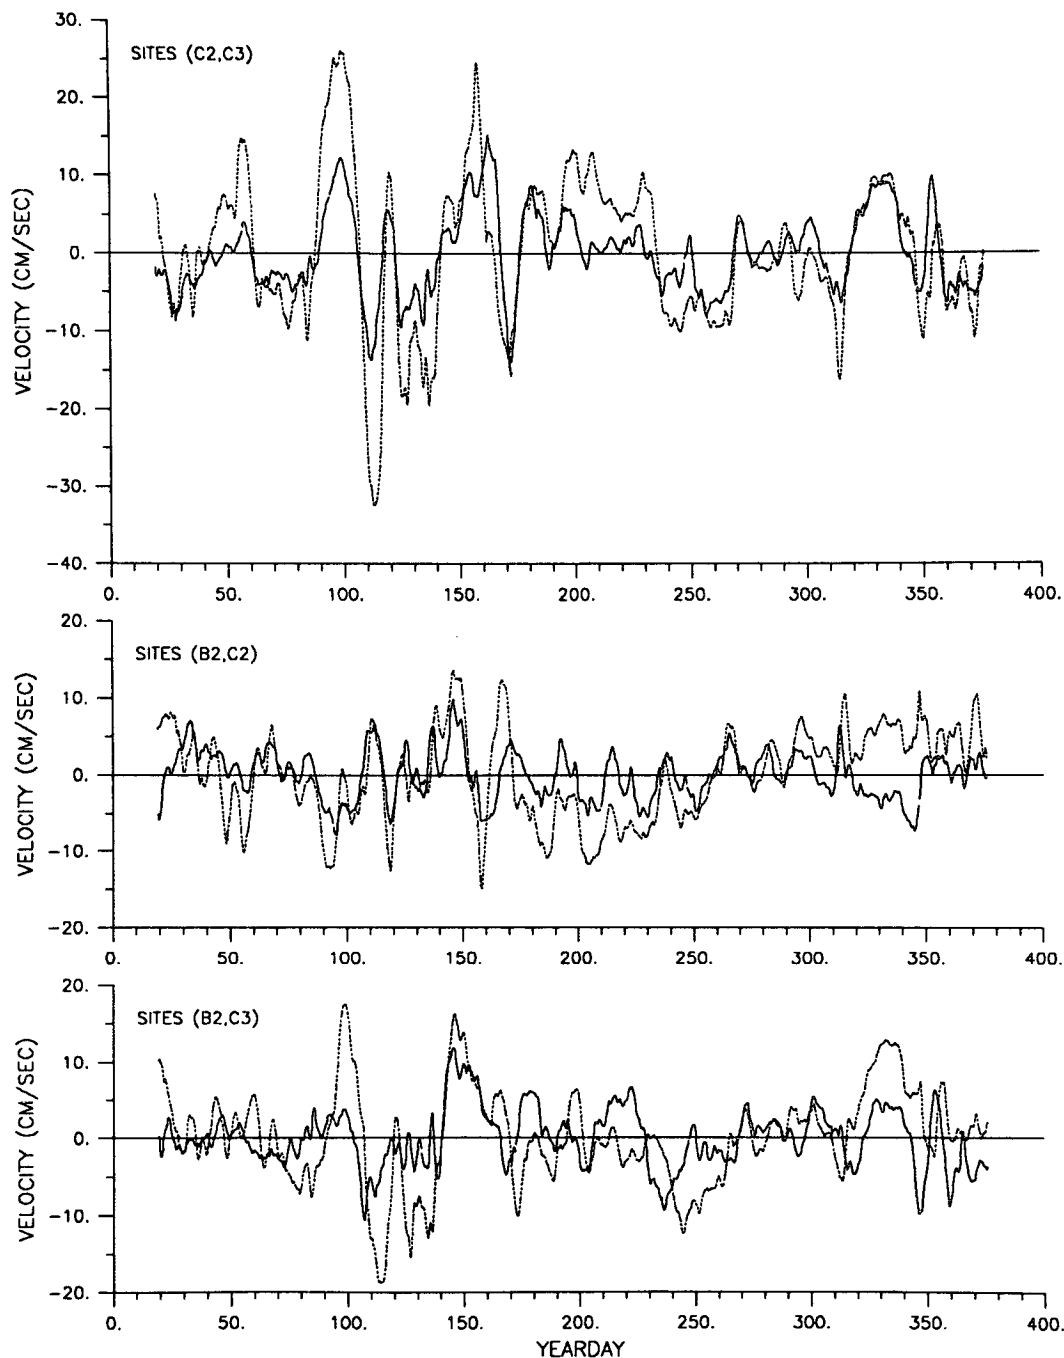 30.
SITES (C2,C3)
20.
10.
0.
-10.
-20.
-30.
-40.
VELOCITY (CM/SEC)
0. 50. 100. 150. 200. 250. 300. 350. 400.
20.
SITES (B2,C2)
10.
0.
-10.
-20.
VELOCITY (CM/SEC)
0. 50. 100. 150. 200. 250. 300. 350. 400.
20.
SITES (B2,C3)
10.
0.
-10.
-20.
VELOCITY (CM/SEC)
0. 50. 100. 150. 200. 250. 300. 350. 400.
YEARDAY